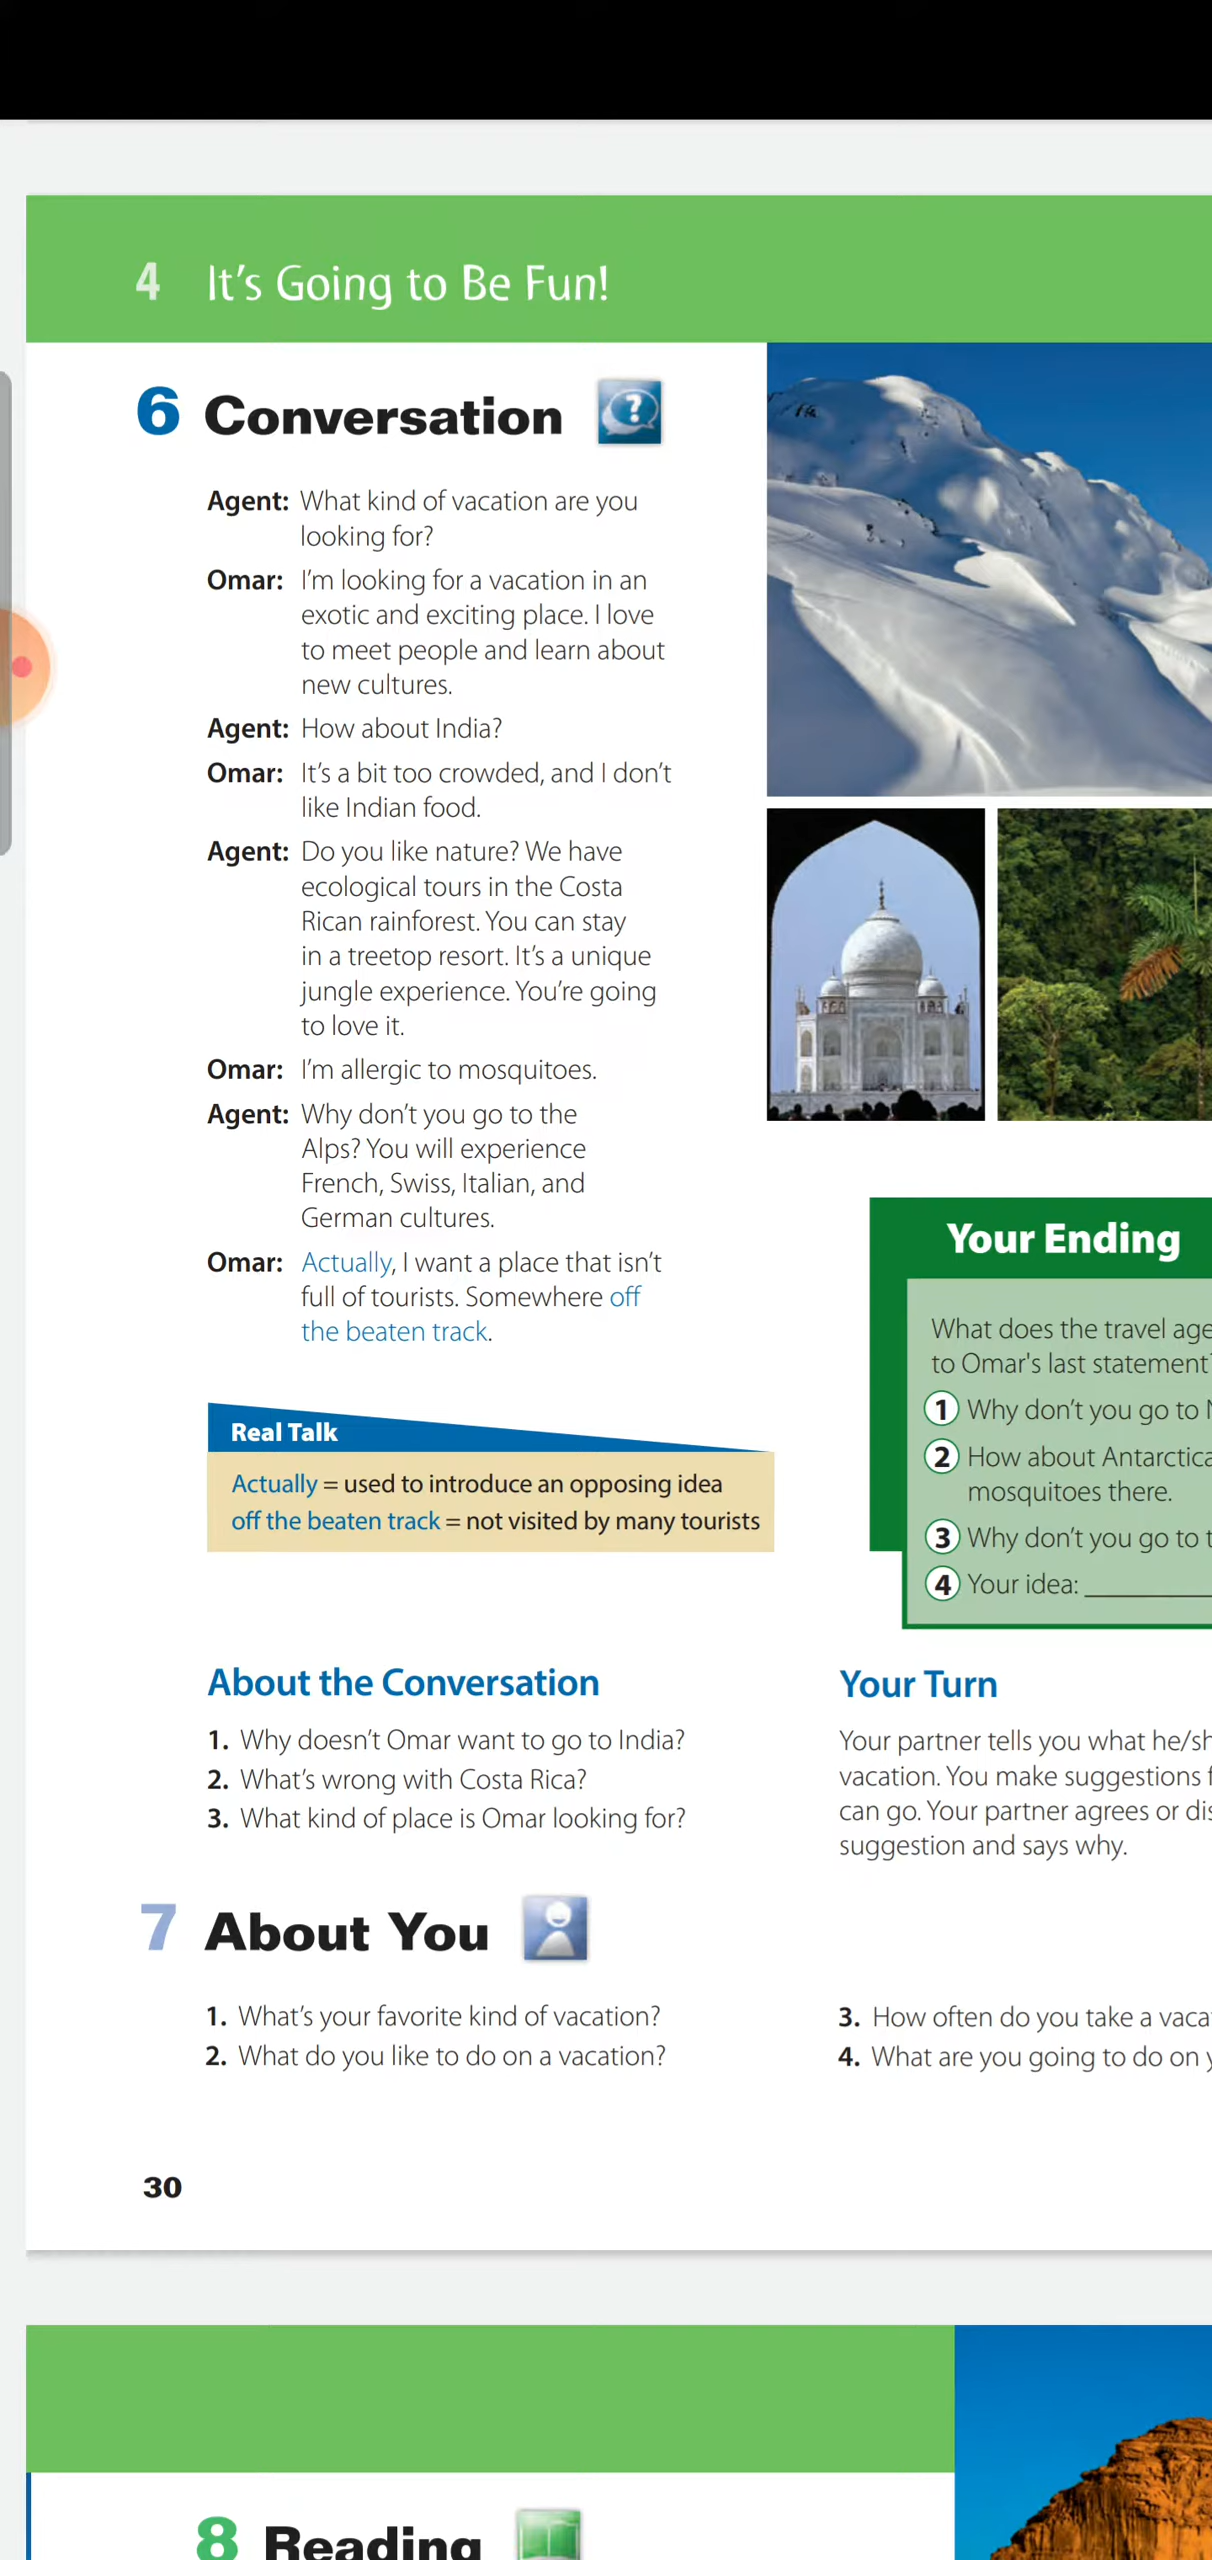 4 It's Going to Be Fun!
6 Conversation
Agent: What kind of vacation are you
looking for?
Omar: I'm looking for a vacation in an
exotic and exciting place. I love
to meet people and learn about
new cultures.
Agent: How about India?
Omar: It's a bit too crowded, and I don't
like Indian food.
Agent: Do you like nature? We have
ecological tours in the Costa
Rican rainforest. You can stay
in a treetop resort. It's a unique
jungle experience. You're going
to love it.
Omar: I'm allergic to mosquitoes.
Agent: Why don't you go to the
Alps? You will experience
French, Swiss, Italian, and
German cultures.
Omar: Actually, I want a place that isn't
full of tourists. Somewhere off
the beaten track.
Real Talk
Actually = used to introduce an opposing idea
off the beaten track = not visited by many tourists
Your Ending
What does the travel
to Omar's last statement
1 Why don't you go to
2 How about Antarctica
mosquitoes there.
3 Why don't you go to
4 Your idea:
About the Conversation
1. Why doesn't Omar want to go to India?
2. What's wrong with Costa Rica?
3. What kind of place is Omar looking for?
Your Turn
Your partner tells you what
vacation. You make suggestions
can go. Your partner agrees or
suggestion and says why.
7 About You
1. What's your favorite kind of vacation?
2. What do you like to do on a vacation?
3. How often do you take a
4. What are you going to do on
30
8 Reading